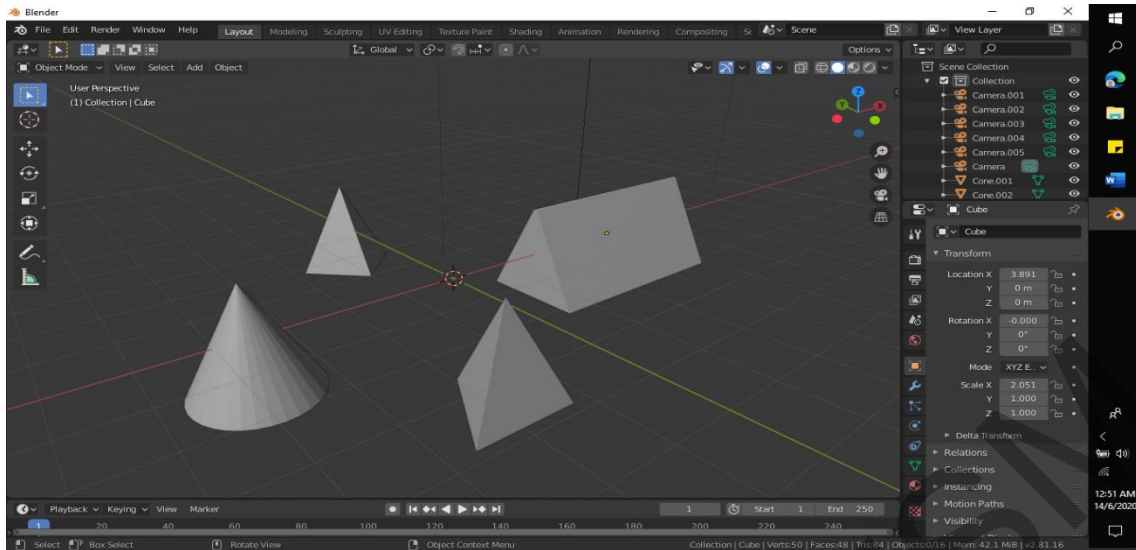 Blender
File Edit Render Window Help Layout Modeling Sculpting UV Editing Texture Paint Shading Animation Rendering Compositing Sc Scene View Layer
Global Options
Object Mode View Select Add Object
User Perspective
(1) Collection | Cube
Z
Y
X
Scene Collection
Collection
Camera.001
Camera.002
Camera.003
Camera.004
Camera.005
Camera
Cone.001
Cone.002
Cube
Cube
Transform
Location X 3.891
Y 0 m
Z 0 m
Rotation X -0.000
Y 0°
Z 0°
Mode XYZ E..
Scale X 2.051
Y 1.000
Z 1.000
Delta Transform
Relations
Collections
Instancing
Motion Paths
Visibility
Playback Keying View Marker 1 Start 1 End 250
1 20 40 60 80 100 120 140 160 180 200 220 240
Select Box Select Rotate View Object Context Menu Collection | Cube | Verts:50 | Faces:48 | Tris:84 | Objects:0/16 | Mem: 42.1 MiB | v2.81.16
W
12:51 AM
14/6/2020